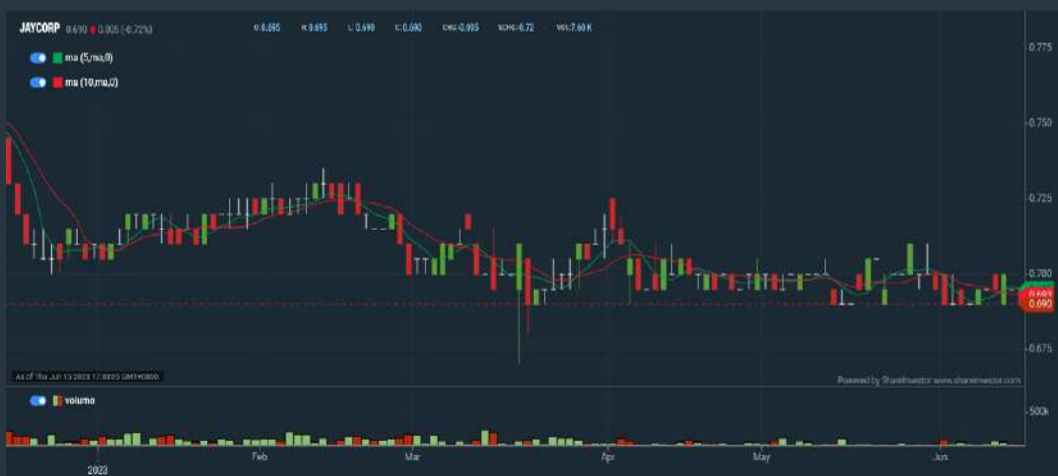 JAYCORP 0.690 0.005 (-0.72%) O:0.695 H:0.695 L:0.690 C:0.690 CHG:-0.005 %CHG:-0.72 VOL:7.60 K
ma (5,ma,0)
ma (10,ma,0)
0.775
0.750
0.725
0.700
0.690
0.675
Powered by ShareInvestor www.shareinvestor.com
volume
500k
Feb Mar Apr May Jun
2023